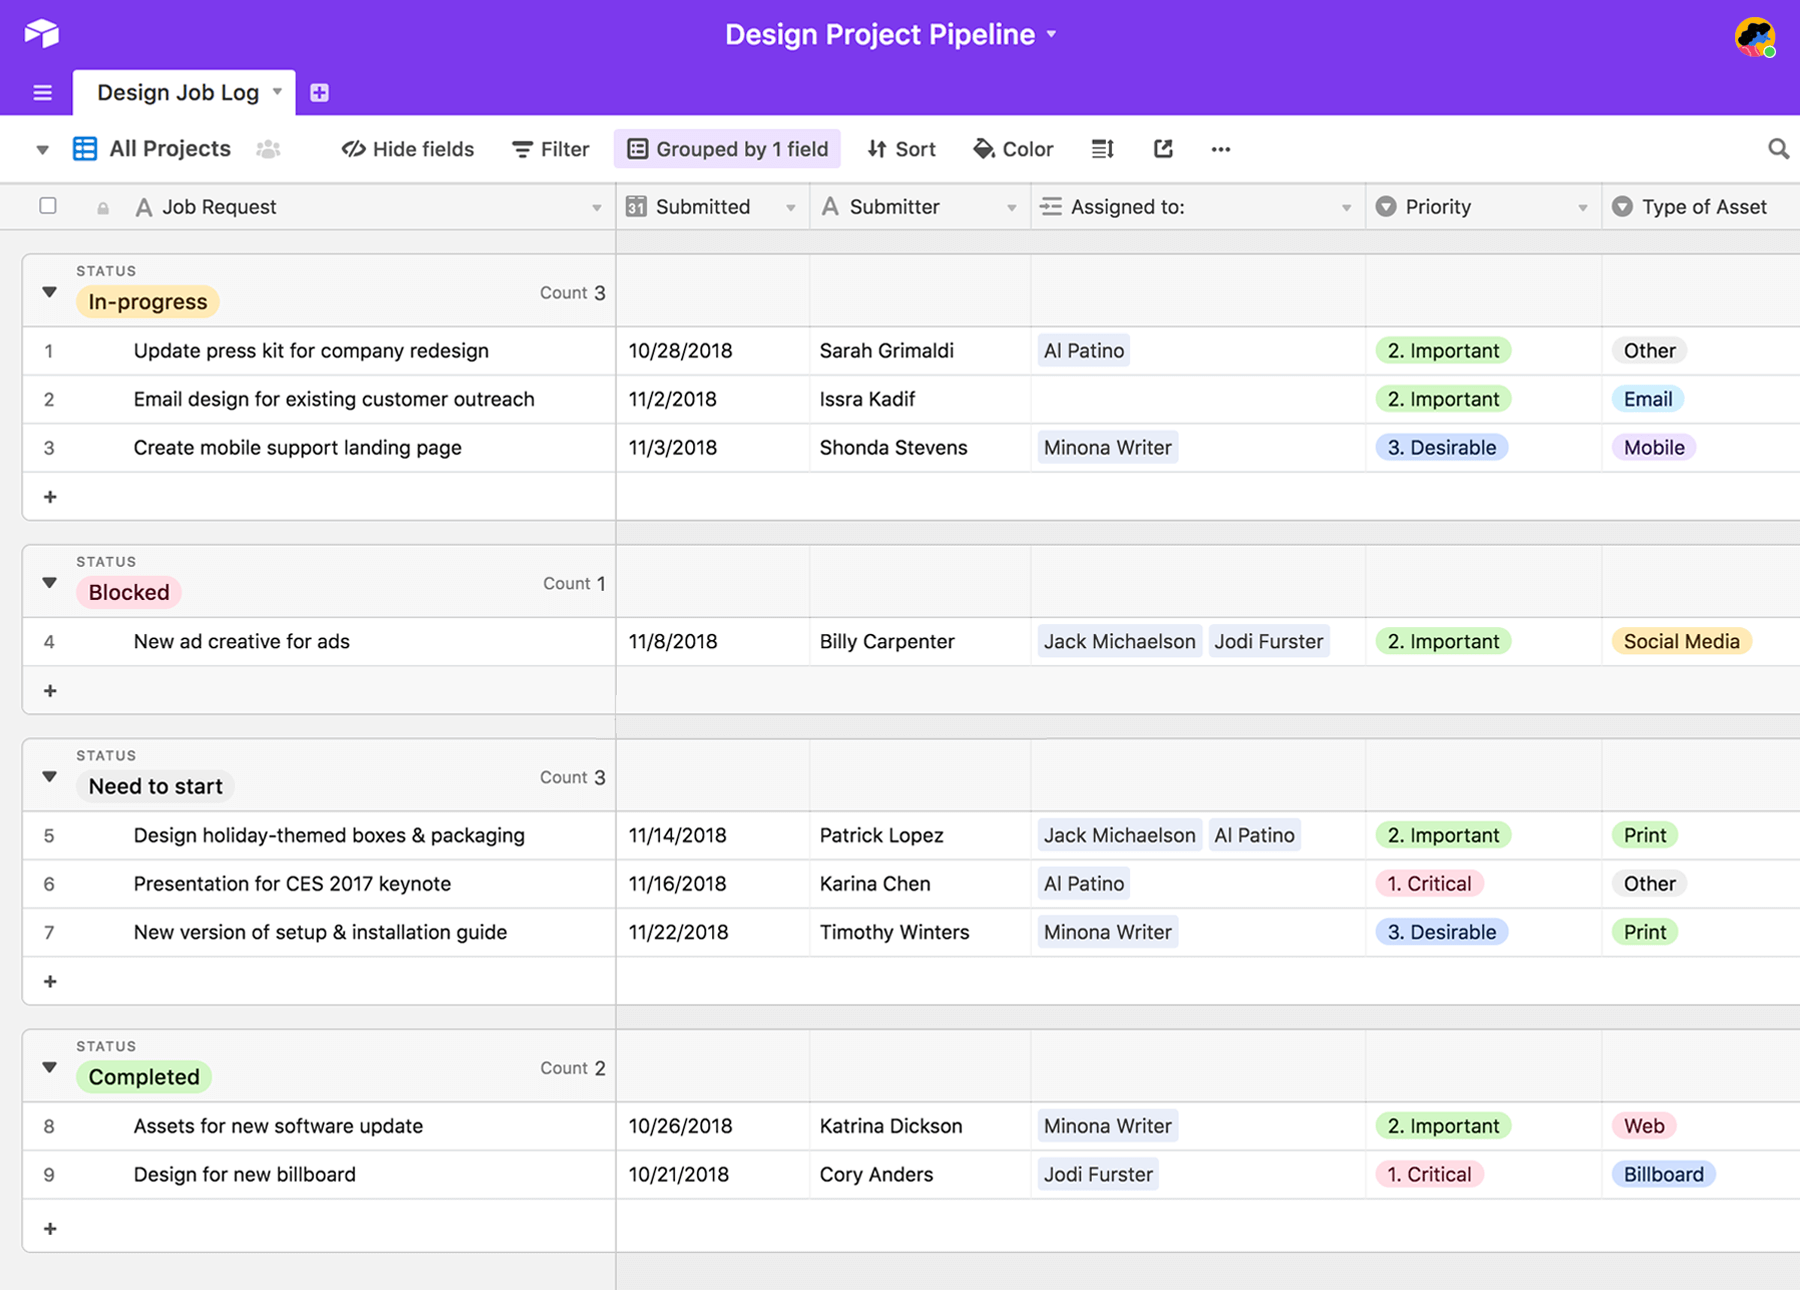 Design Project Pipeline
Design Job Log
All Projects Hide fields Filter Grouped by 1 field Sort Color
A Job Request 31 Submitted A Submitter Assigned to: Priority Type of Asset
STATUS
In-progress Count 3
1 Update press kit for company redesign 10/28/2018 Sarah Grimaldi Al Patino 2. Important Other
2 Email design for existing customer outreach 11/2/2018 Issra Kadif 2. Important Email
3 Create mobile support landing page 11/3/2018 Shonda Stevens Minona Writer 3. Desirable Mobile
+
STATUS
Blocked Count 1
4 New ad creative for ads 11/8/2018 Billy Carpenter Jack Michaelson Jodi Furster 2. Important Social Media
+
STATUS
Need to start Count 3
5 Design holiday-themed boxes & packaging 11/14/2018 Patrick Lopez Jack Michaelson Al Patino 2. Important Print
6 Presentation for CES 2017 keynote 11/16/2018 Karina Chen Al Patino 1. Critical Other
7 New version of setup & installation guide 11/22/2018 Timothy Winters Minona Writer 3. Desirable Print
+
STATUS
Completed Count 2
8 Assets for new software update 10/26/2018 Katrina Dickson Minona Writer 2. Important Web
9 Design for new billboard 10/21/2018 Cory Anders Jodi Furster 1. Critical Billboard
+